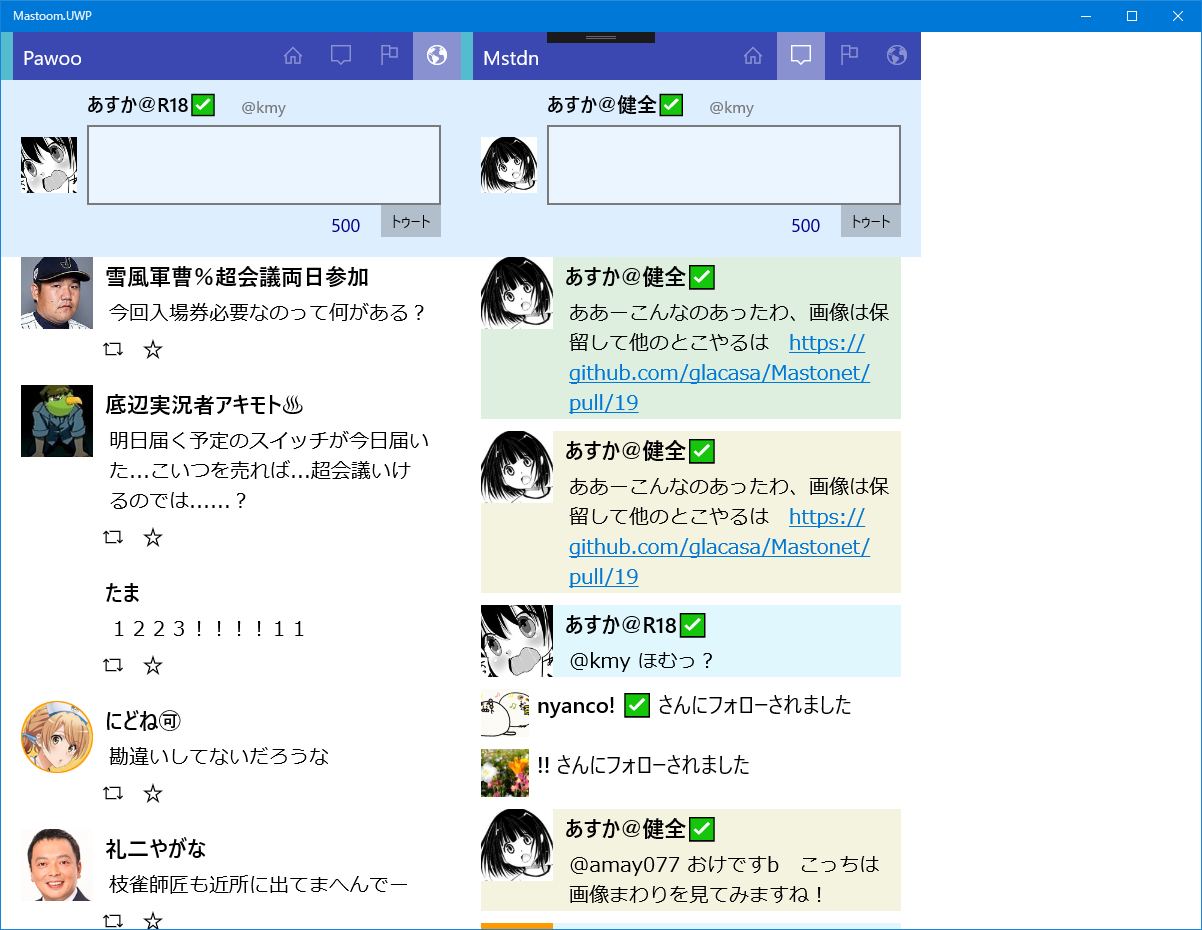 Mastoom.UWP
Pawoo
あすか@R18✅ @kmy
500 トゥート
雪風軍曹%超会議両日参加
今回入場券必要なのって何がある？
底辺実況者アキモト♨
明日届く予定のスイッチが今日届い
た…こいつを売れば…超会議いけ
るのでは……？
たま
１２２３！！！！１１
にどね🉑
勘違いしてないだろうな
礼二やがな
枝雀師匠も近所に出てまへんでー
Mstdn
あすか@健全✅ @kmy
500 トゥート
あすか@健全✅
ああーこんなのあったわ、画像は保
留して他のとこやるは　https://
github.com/glacasa/Mastonet/
pull/19
あすか@健全✅
ああーこんなのあったわ、画像は保
留して他のとこやるは　https://
github.com/glacasa/Mastonet/
pull/19
あすか@R18✅
@kmy ほむっ？
nyanco! ✅ さんにフォローされました
!! さんにフォローされました
あすか@健全✅
@amay077 おけですb　こっちは
画像まわりを見てみますね！